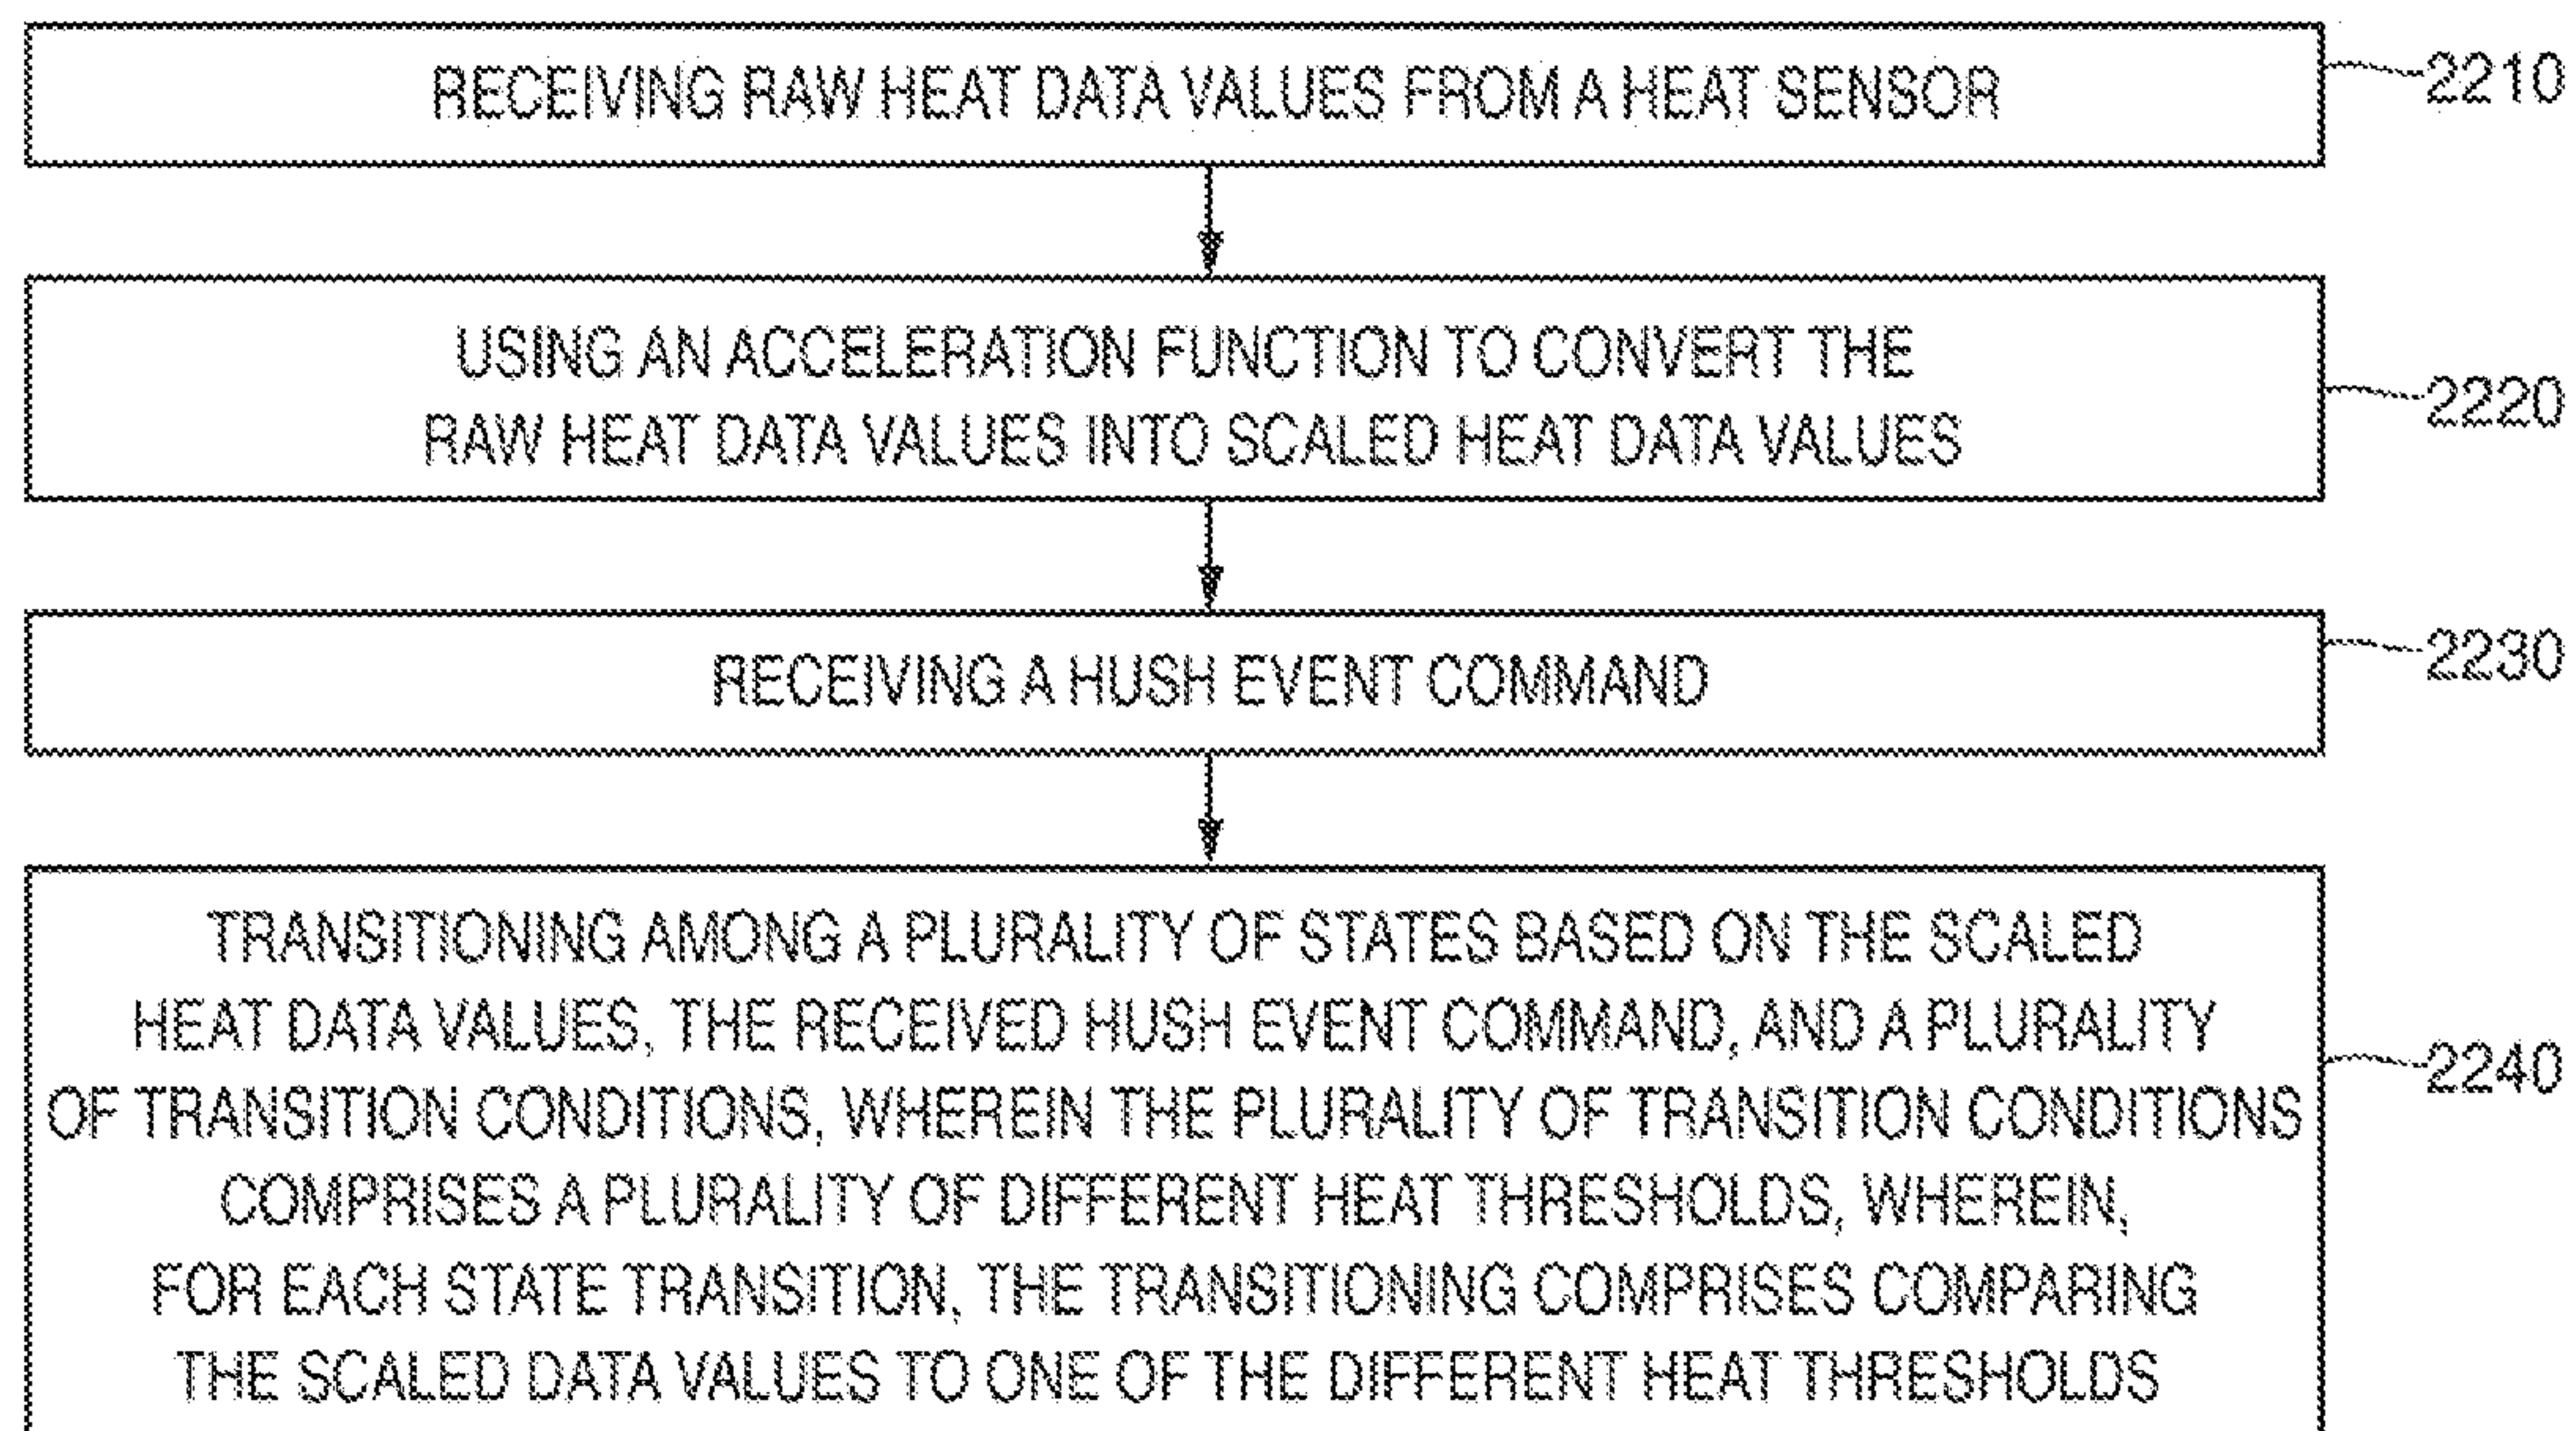 RECEIVING RAW HEAT DATA VALUES FROM A HEAT SENSOR
2210
USING AN ACCELERATION FUNCTION TO CONVERT THE
RAW HEAT DATA VALUES INTO SCALED HEAT DATA VALUES
2220
RECEIVING A HUSH EVENT COMMAND
2230
TRANSITIONING AMONG A PLURALITY OF STATES BASED ON THE SCALED
HEAT DATA VALUES, THE RECEIVED HUSH EVENT COMMAND, AND A PLURALITY
OF TRANSITION CONDITIONS, WHEREIN THE PLURALITY OF TRANSITION CONDITIONS
COMPRISES A PLURALITY OF DIFFERENT HEAT THRESHOLDS, WHEREIN,
FOR EACH STATE TRANSITION, THE TRANSITIONING COMPRISES COMPARING
THE SCALED DATA VALUES TO ONE OF THE DIFFERENT HEAT THRESHOLDS
2240